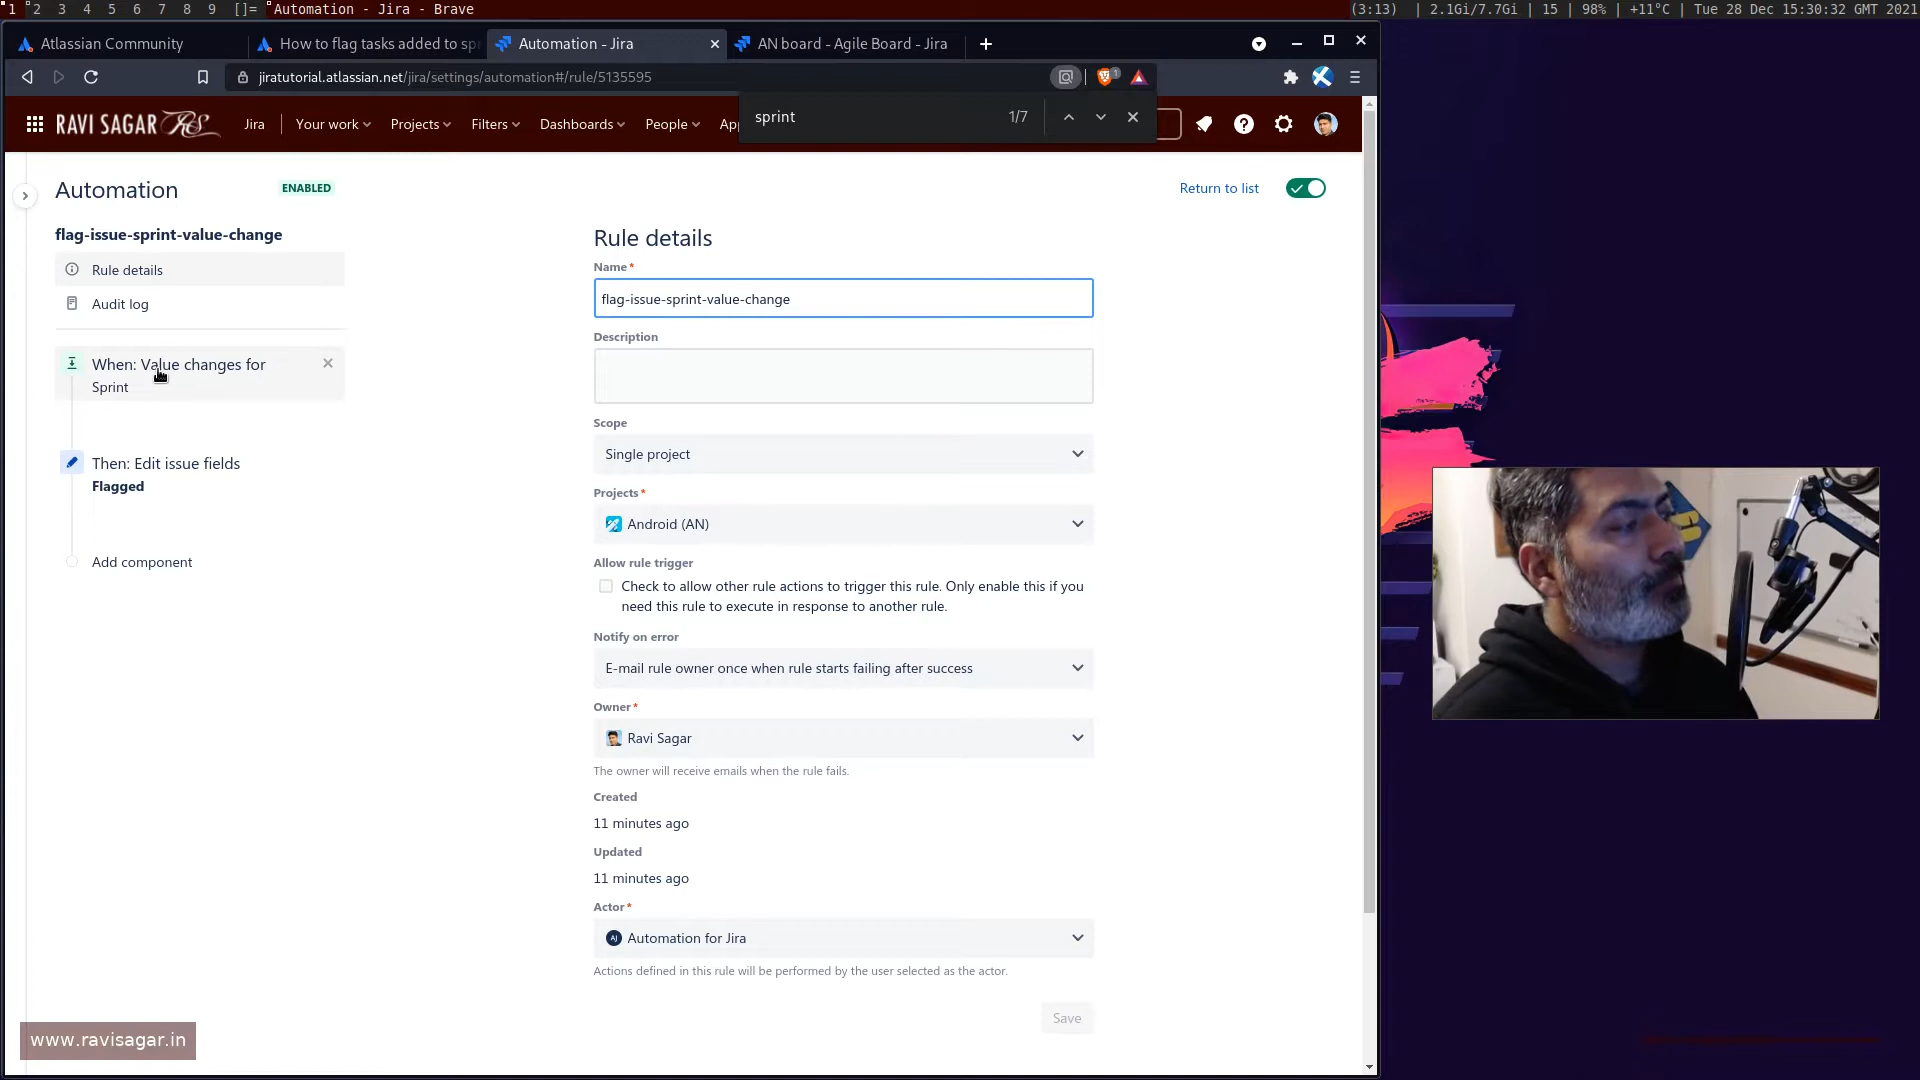 1 2 3 4 5 6 7 8 9 []= Automation - Jira - Brave
(3:13) | 2.1Gi/7.7Gi | 15 | 98% | +11°C | Tue 28 Dec 15:30:32 GMT 2021
Atlassian Community
How to flag tasks added to sp
Automation - Jira
AN board - Agile Board - Jira
jiratutorial.atlassian.net/jira/settings/automation#/rule/5135595
1
sprint
1/7
RAVI SAGAR RS
Jira
Your work
Projects
Filters
Dashboards
People
Ap
Automation
ENABLED
Return to list
flag-issue-sprint-value-change
Rule details
Audit log
When: Value changes for
Sprint
Then: Edit issue fields
Flagged
Add component
Rule details
Name*
flag-issue-sprint-value-change
Description
Scope
Single project
Projects*
Android (AN)
Allow rule trigger
Check to allow other rule actions to trigger this rule. Only enable this if you
need this rule to execute in response to another rule.
Notify on error
E-mail rule owner once when rule starts failing after success
Owner*
Ravi Sagar
The owner will receive emails when the rule fails.
Created
11 minutes ago
Updated
11 minutes ago
Actor*
AJ Automation for Jira
Actions defined in this rule will be performed by the user selected as the actor.
Save
www.ravisagar.in